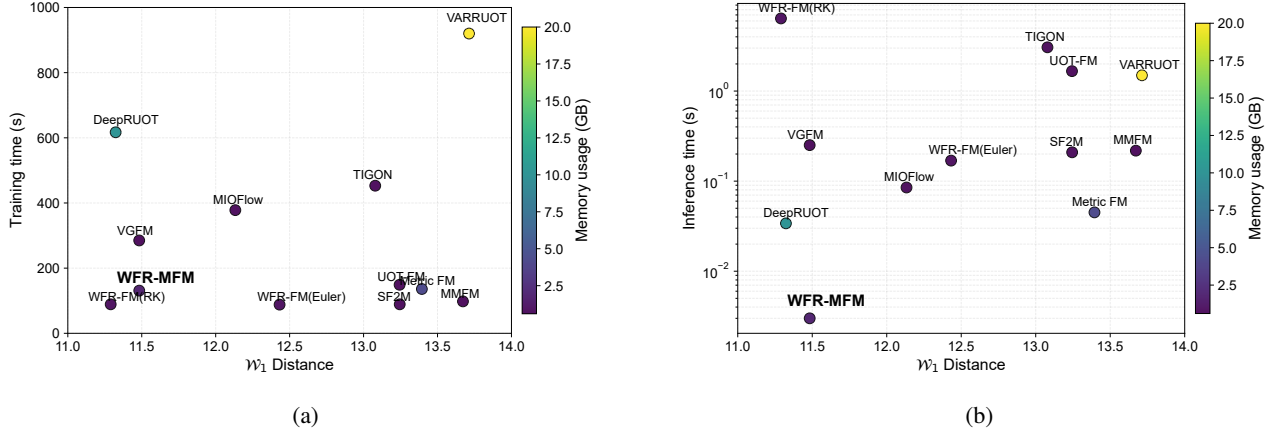 1000
800
600
400
200
0
Training time (s)
VARRUOT
DeepRUOT
TIGON
MIOFlow
VGFM
WFR-MFM
UOT-FM
Metric FM
WFR-FM(RK)
WFR-FM(Euler)
SF2M
MMFM
11.0 11.5 12.0 12.5 13.0 13.5 14.0
𝒲₁ Distance
20.0
17.5
15.0
12.5
10.0
7.5
5.0
2.5
Memory usage (GB)
(a)
WFR-FM(RK)
TIGON
UOT-FM
VARRUOT
10⁰
VGFM
WFR-FM(Euler)
SF2M
MMFM
MIOFlow
10⁻¹
Metric FM
DeepRUOT
10⁻²
WFR-MFM
Inference time (s)
11.0 11.5 12.0 12.5 13.0 13.5 14.0
𝒲₁ Distance
20.0
17.5
15.0
12.5
10.0
7.5
5.0
2.5
Memory usage (GB)
(b)